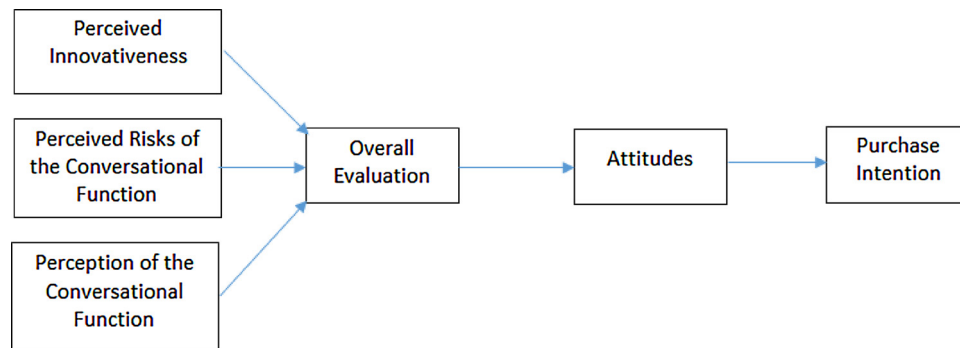 Perceived
Innovativeness
Perceived Risks of
the Conversational
Function
Perception of the
Conversational
Function
Overall
Evaluation
Attitudes
Purchase
Intention